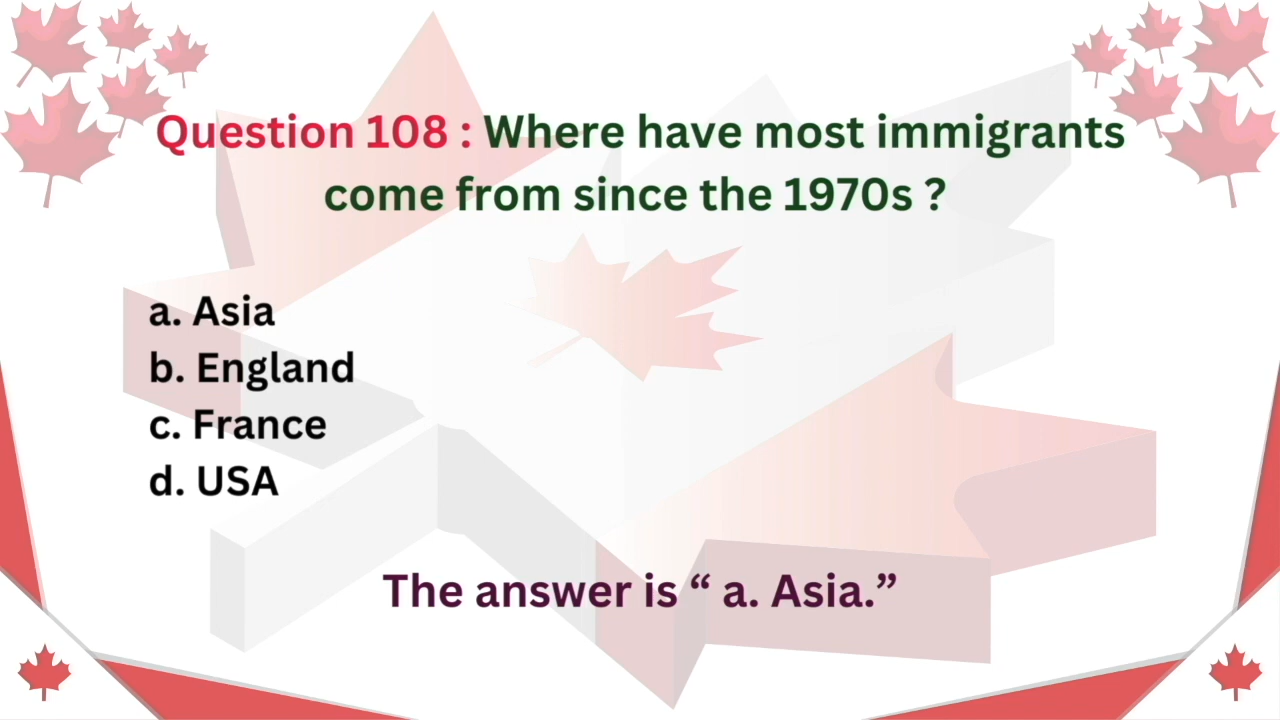 Question 108 : Where have most immigrants
come from since the 1970s ?
a. Asia
b. England
c. France
d. USA
The answer is “ a. Asia.”